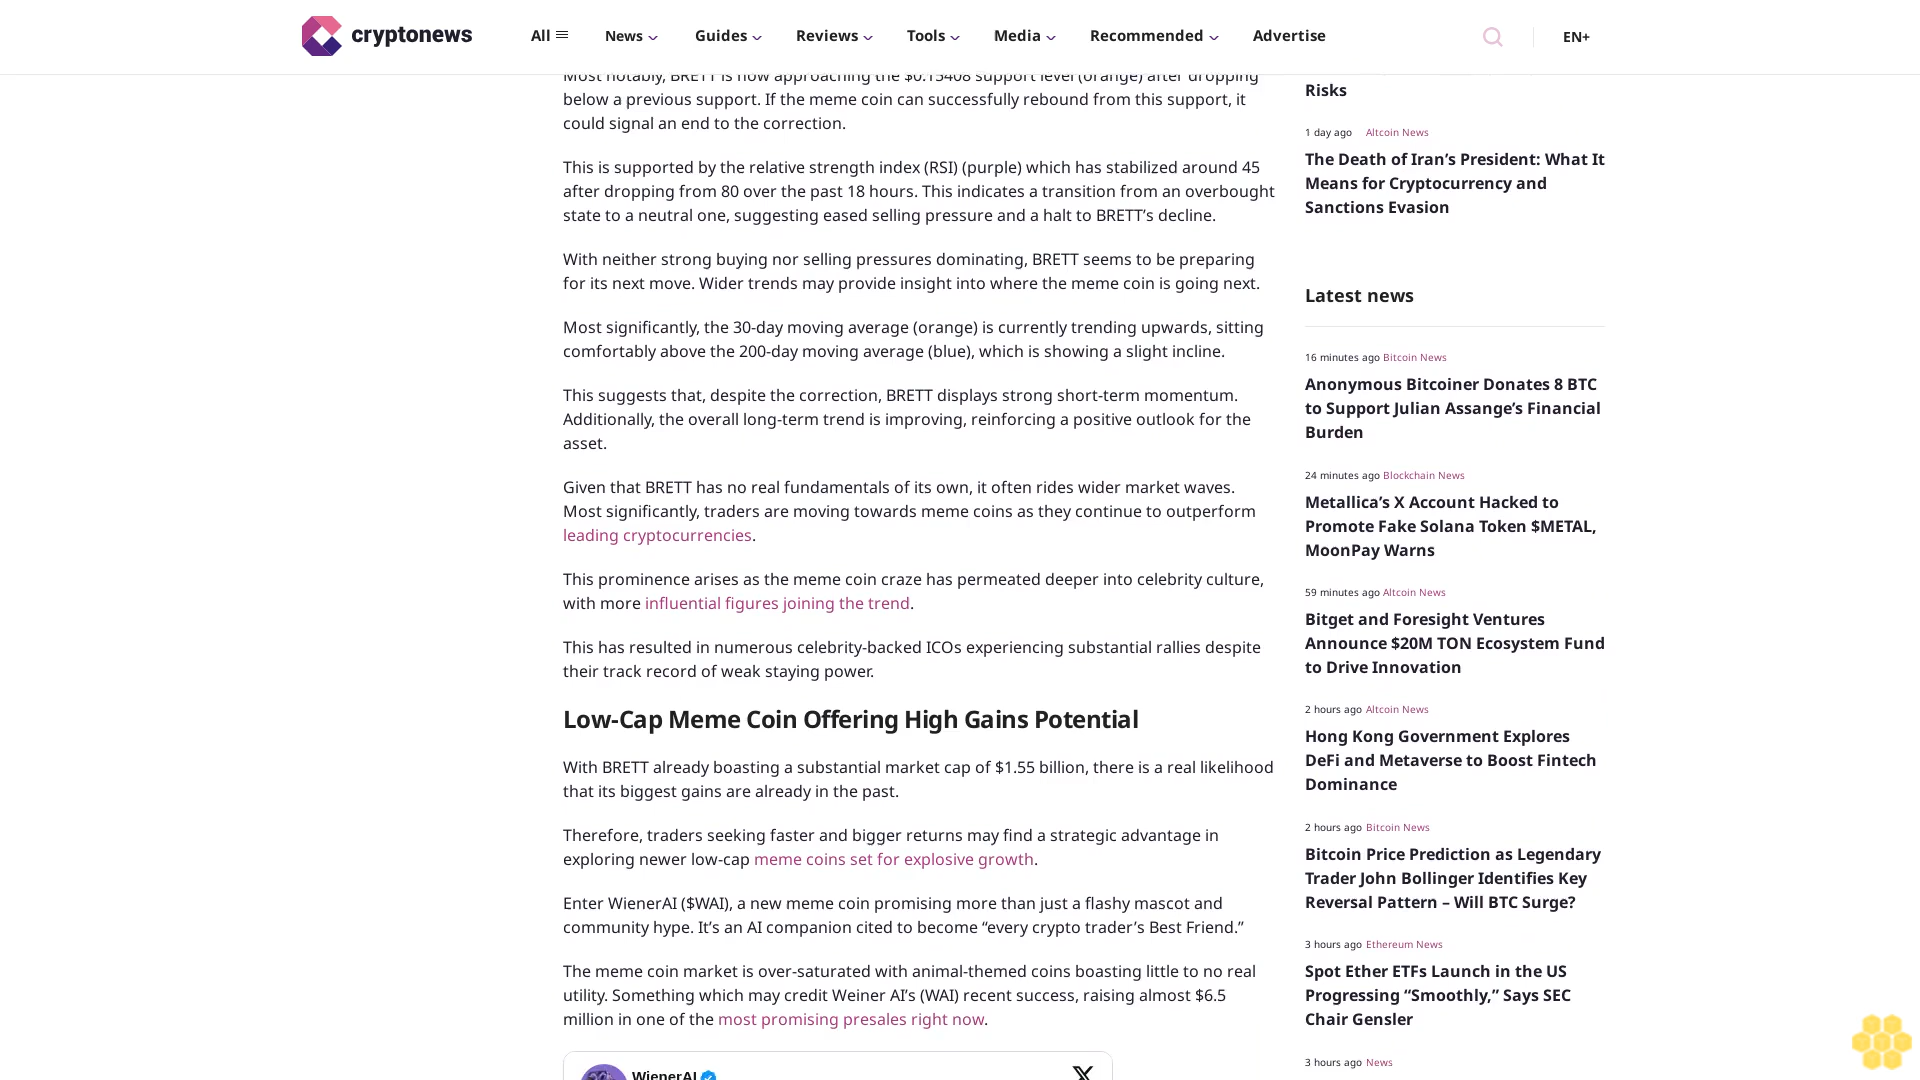 cryptonews
All
News
Guides
Reviews
Tools
Media
Recommended
Advertise
EN+
Most notably, BRETT is now approaching the $0.15408 support level (orange) after dropping
below a previous support. If the meme coin can successfully rebound from this support, it
could signal an end to the correction.
This is supported by the relative strength index (RSI) (purple) which has stabilized around 45
after dropping from 80 over the past 18 hours. This indicates a transition from an overbought
state to a neutral one, suggesting eased selling pressure and a halt to BRETT’s decline.
With neither strong buying nor selling pressures dominating, BRETT seems to be preparing
for its next move. Wider trends may provide insight into where the meme coin is going next.
Most significantly, the 30-day moving average (orange) is currently trending upwards, sitting
comfortably above the 200-day moving average (blue), which is showing a slight incline.
This suggests that, despite the correction, BRETT displays strong short-term momentum.
Additionally, the overall long-term trend is improving, reinforcing a positive outlook for the
asset.
Given that BRETT has no real fundamentals of its own, it often rides wider market waves.
Most significantly, traders are moving towards meme coins as they continue to outperform
leading cryptocurrencies.
This prominence arises as the meme coin craze has permeated deeper into celebrity culture,
with more influential figures joining the trend.
This has resulted in numerous celebrity-backed ICOs experiencing substantial rallies despite
their track record of weak staying power.
Low-Cap Meme Coin Offering High Gains Potential
With BRETT already boasting a substantial market cap of $1.55 billion, there is a real likelihood
that its biggest gains are already in the past.
Therefore, traders seeking faster and bigger returns may find a strategic advantage in
exploring newer low-cap meme coins set for explosive growth.
Enter WienerAI ($WAI), a new meme coin promising more than just a flashy mascot and
community hype. It’s an AI companion cited to become “every crypto trader’s Best Friend.”
The meme coin market is over-saturated with animal-themed coins boasting little to no real
utility. Something which may credit Weiner AI’s (WAI) recent success, raising almost $6.5
million in one of the most promising presales right now.
WienerAI
Risks
1 day ago Altcoin News
The Death of Iran’s President: What It
Means for Cryptocurrency and
Sanctions Evasion
Latest news
16 minutes ago Bitcoin News
Anonymous Bitcoiner Donates 8 BTC
to Support Julian Assange’s Financial
Burden
24 minutes ago Blockchain News
Metallica’s X Account Hacked to
Promote Fake Solana Token $METAL,
MoonPay Warns
59 minutes ago Altcoin News
Bitget and Foresight Ventures
Announce $20M TON Ecosystem Fund
to Drive Innovation
2 hours ago Altcoin News
Hong Kong Government Explores
DeFi and Metaverse to Boost Fintech
Dominance
2 hours ago Bitcoin News
Bitcoin Price Prediction as Legendary
Trader John Bollinger Identifies Key
Reversal Pattern – Will BTC Surge?
3 hours ago Ethereum News
Spot Ether ETFs Launch in the US
Progressing “Smoothly,” Says SEC
Chair Gensler
3 hours ago News